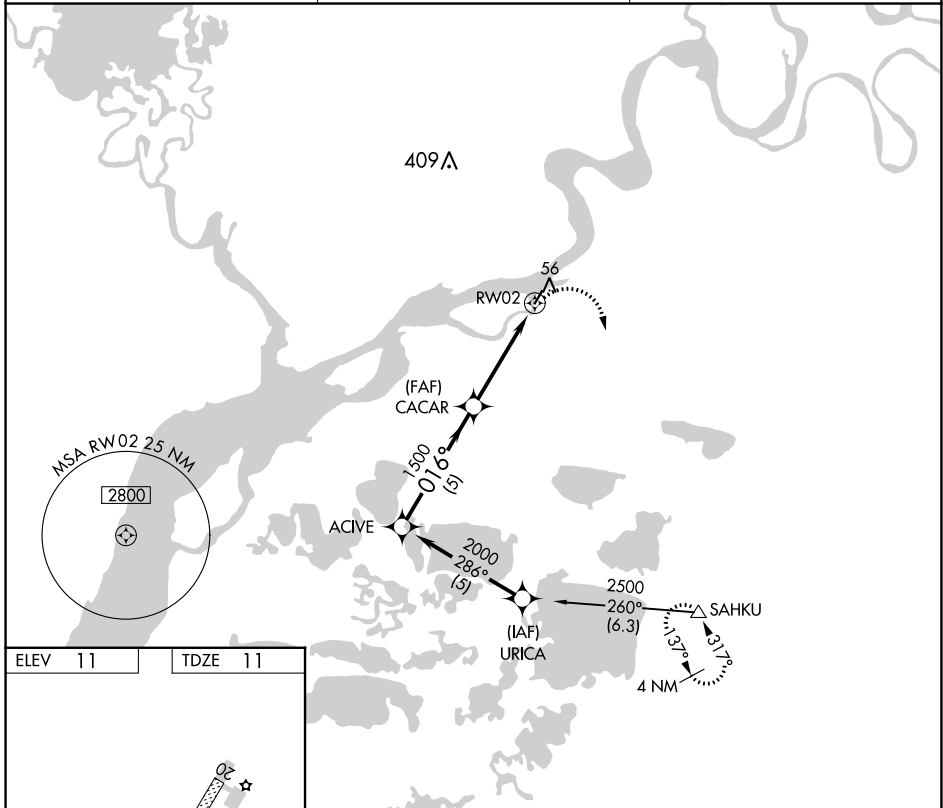 409
56
RW02
(FAF)
CACAR
1500
016°
(5)
MSA RW02 25 NM
2800
ACIVE
2000
286°
(5)
2500
260°
(6.3)
SAHKU
(IAF)
URICA
137°
317°
4 NM
ELEV 11
TDZE 11
20